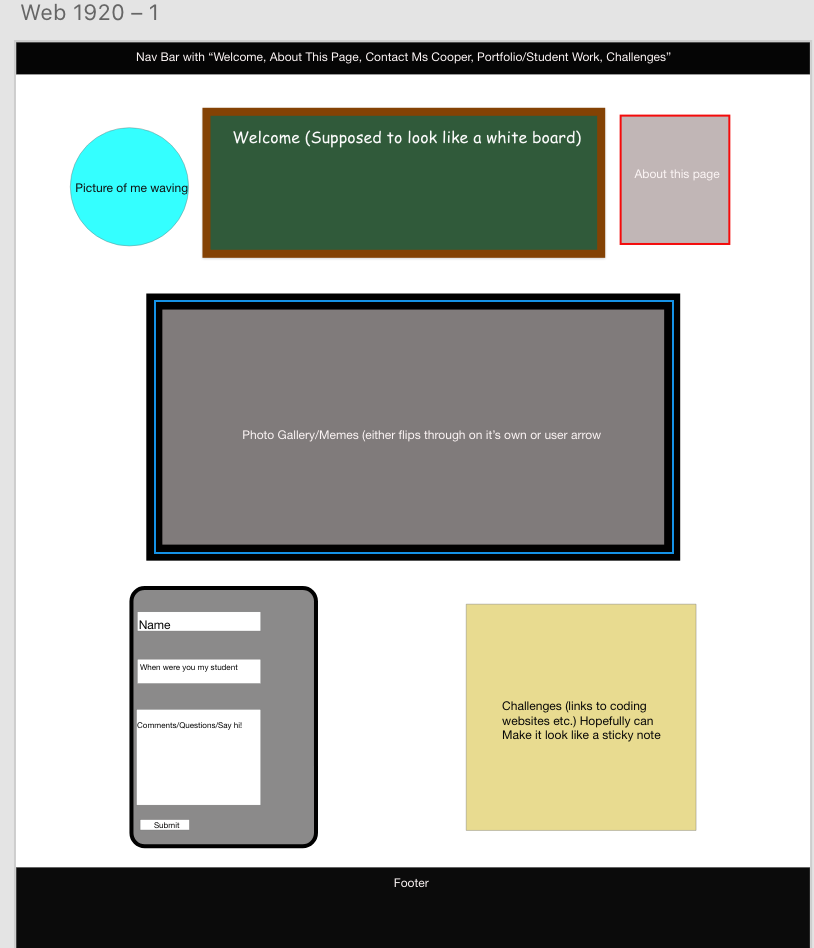 Web 1920 – 1
Nav Bar with “Welcome, About This Page, Contact Ms Cooper, Portfolio/Student Work, Challenges”
Welcome (Supposed to look like a white board)
Picture of me waving
About this page
Photo Gallery/Memes (either flips through on it’s own or user arrow
Name
When were you my student
Comments/Questions/Say hi!
Submit
Challenges (links to coding
websites etc.) Hopefully can
Make it look like a sticky note
Footer